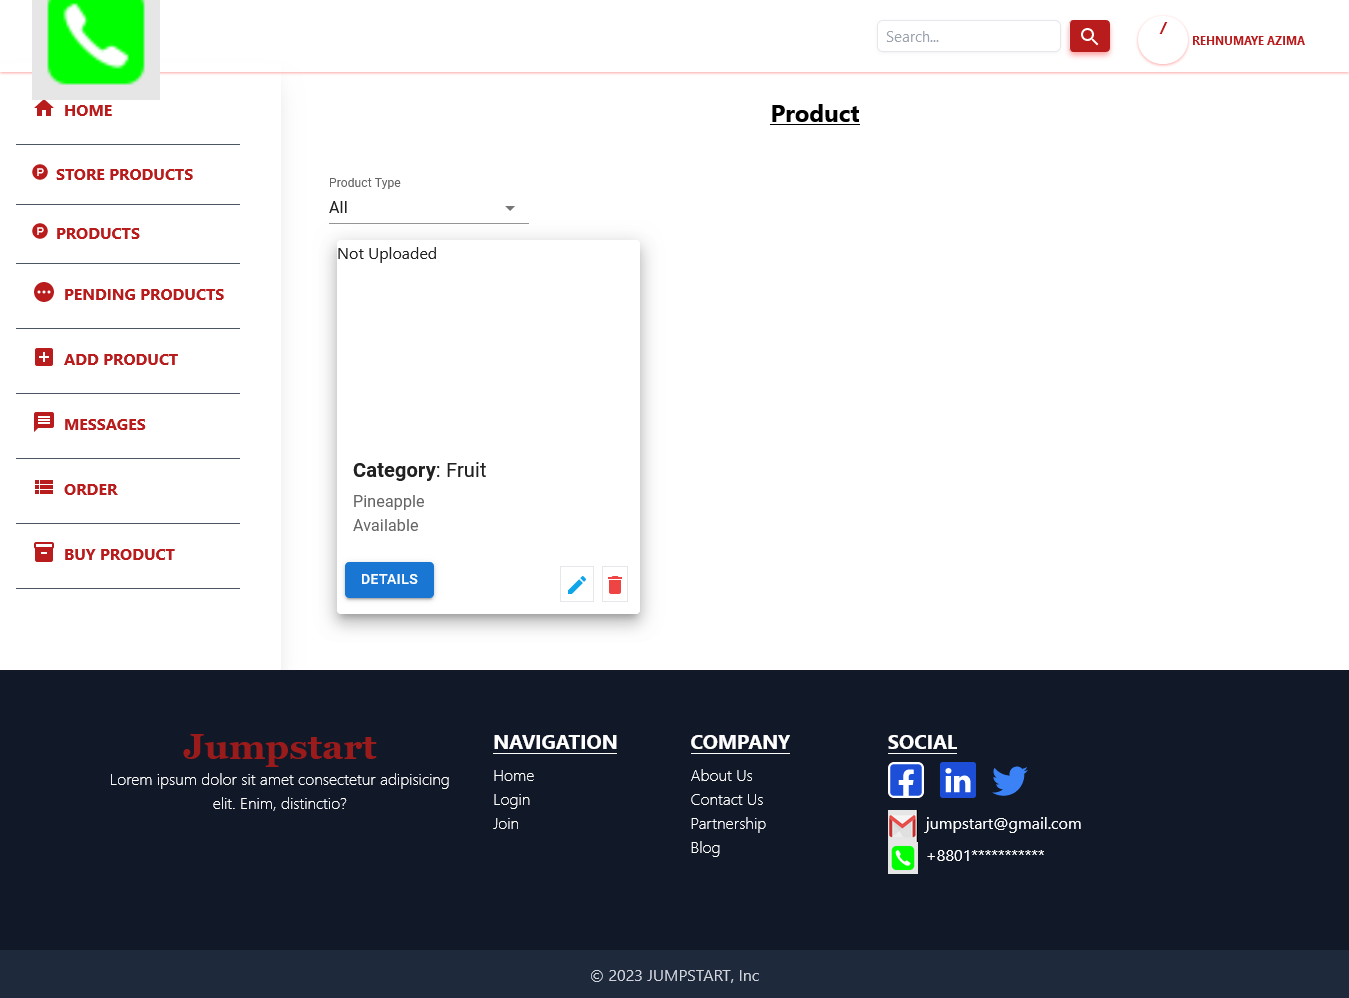 Search...
/
REHNUMAYE AZIMA
HOME
STORE PRODUCTS
PRODUCTS
PENDING PRODUCTS
ADD PRODUCT
MESSAGES
ORDER
BUY PRODUCT
Product
Product Type
All
Not Uploaded
Category: Fruit
Pineapple
Available
DETAILS
Jumpstart
Lorem ipsum dolor sit amet consectetur adipisicing
elit. Enim, distinctio?
NAVIGATION
Home
Login
Join
COMPANY
About Us
Contact Us
Partnership
Blog
SOCIAL
jumpstart@gmail.com
+8801***********
© 2023 JUMPSTART, Inc